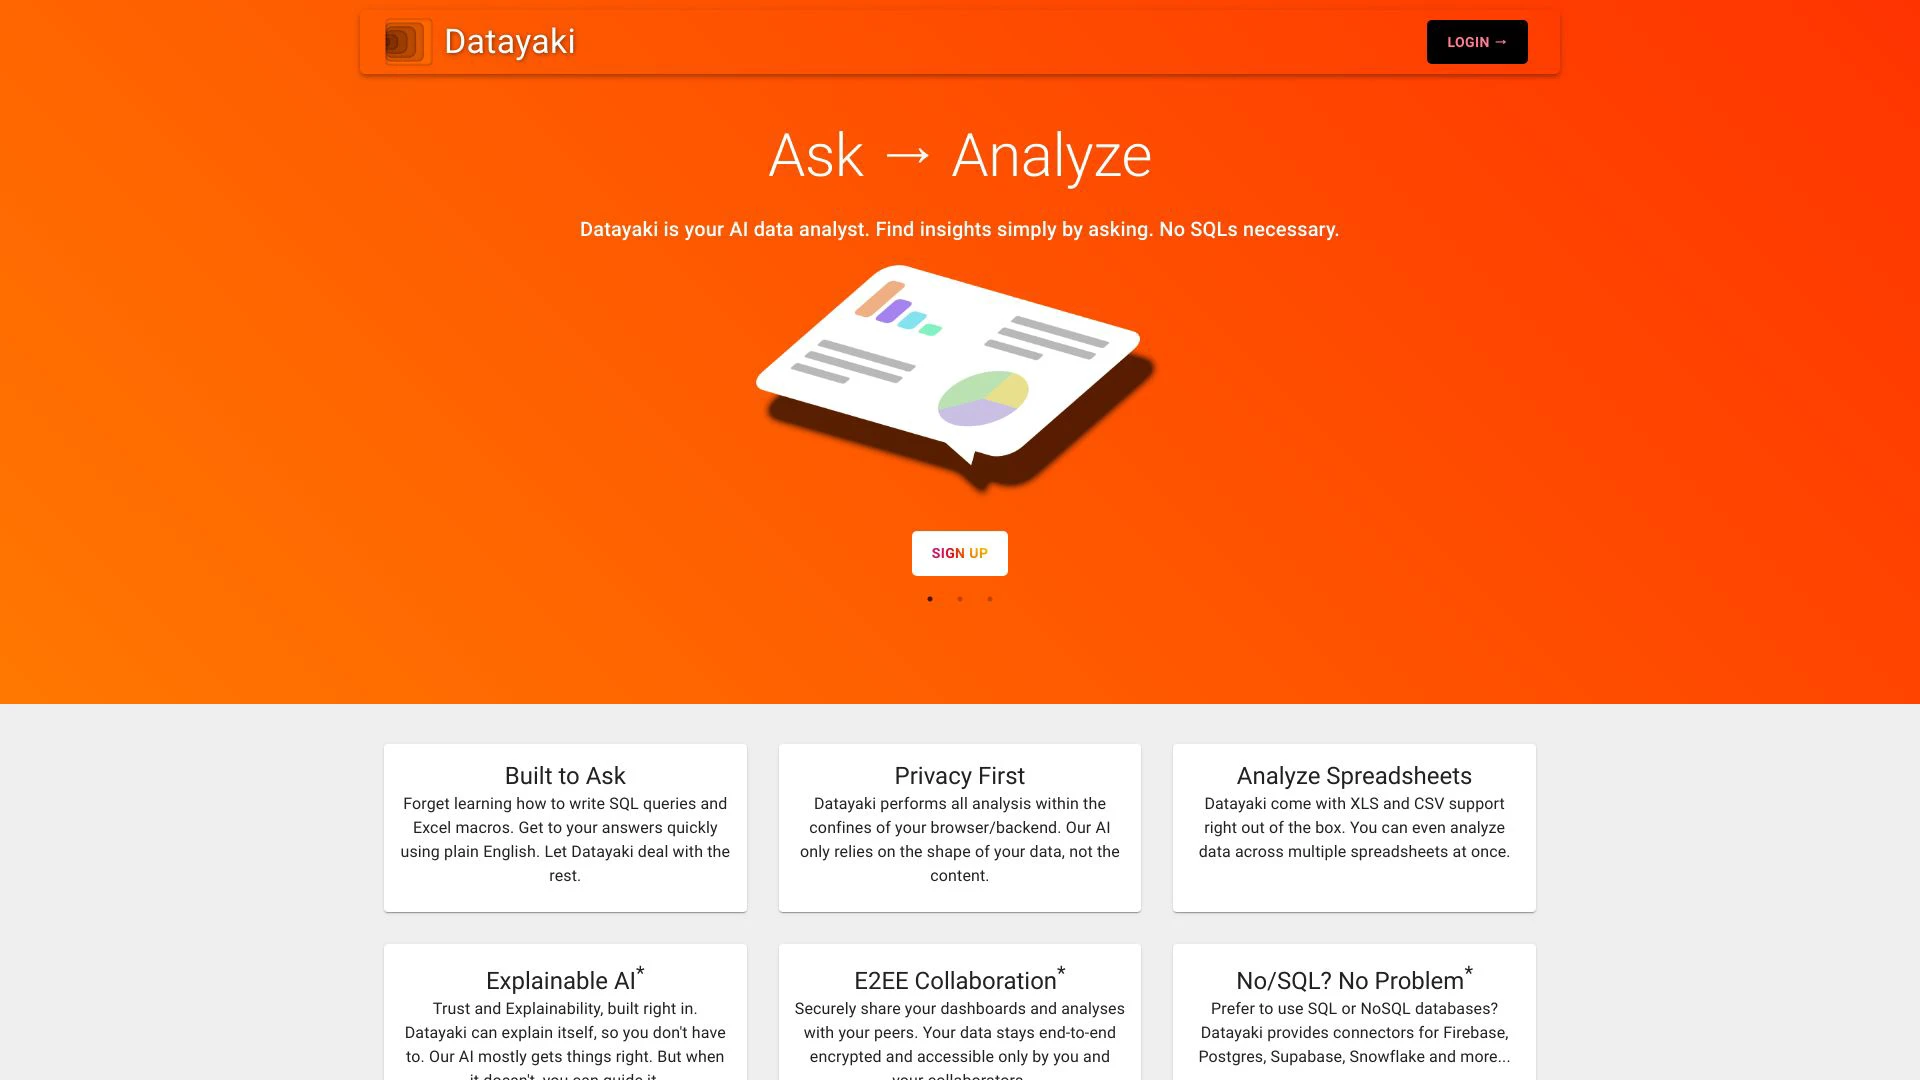 Datayaki
LOGIN →
Ask → Analyze
Datayaki is your AI data analyst. Find insights simply by asking. No SQLs necessary.
SIGN UP
Built to Ask
Forget learning how to write SQL queries and
Excel macros. Get to your answers quickly
using plain English. Let Datayaki deal with the
rest.
Privacy First
Datayaki performs all analysis within the
confines of your browser/backend. Our AI
only relies on the shape of your data, not the
content.
Analyze Spreadsheets
Datayaki come with XLS and CSV support
right out of the box. You can even analyze
data across multiple spreadsheets at once.
Explainable AI*
Trust and Explainability, built right in.
Datayaki can explain itself, so you don't have
to. Our AI mostly gets things right. But when
it doesn't, you can guide it.
E2EE Collaboration*
Securely share your dashboards and analyses
with your peers. Your data stays end-to-end
encrypted and accessible only by you and
your collaborators.
No/SQL? No Problem*
Prefer to use SQL or NoSQL databases?
Datayaki provides connectors for Firebase,
Postgres, Supabase, Snowflake and more...